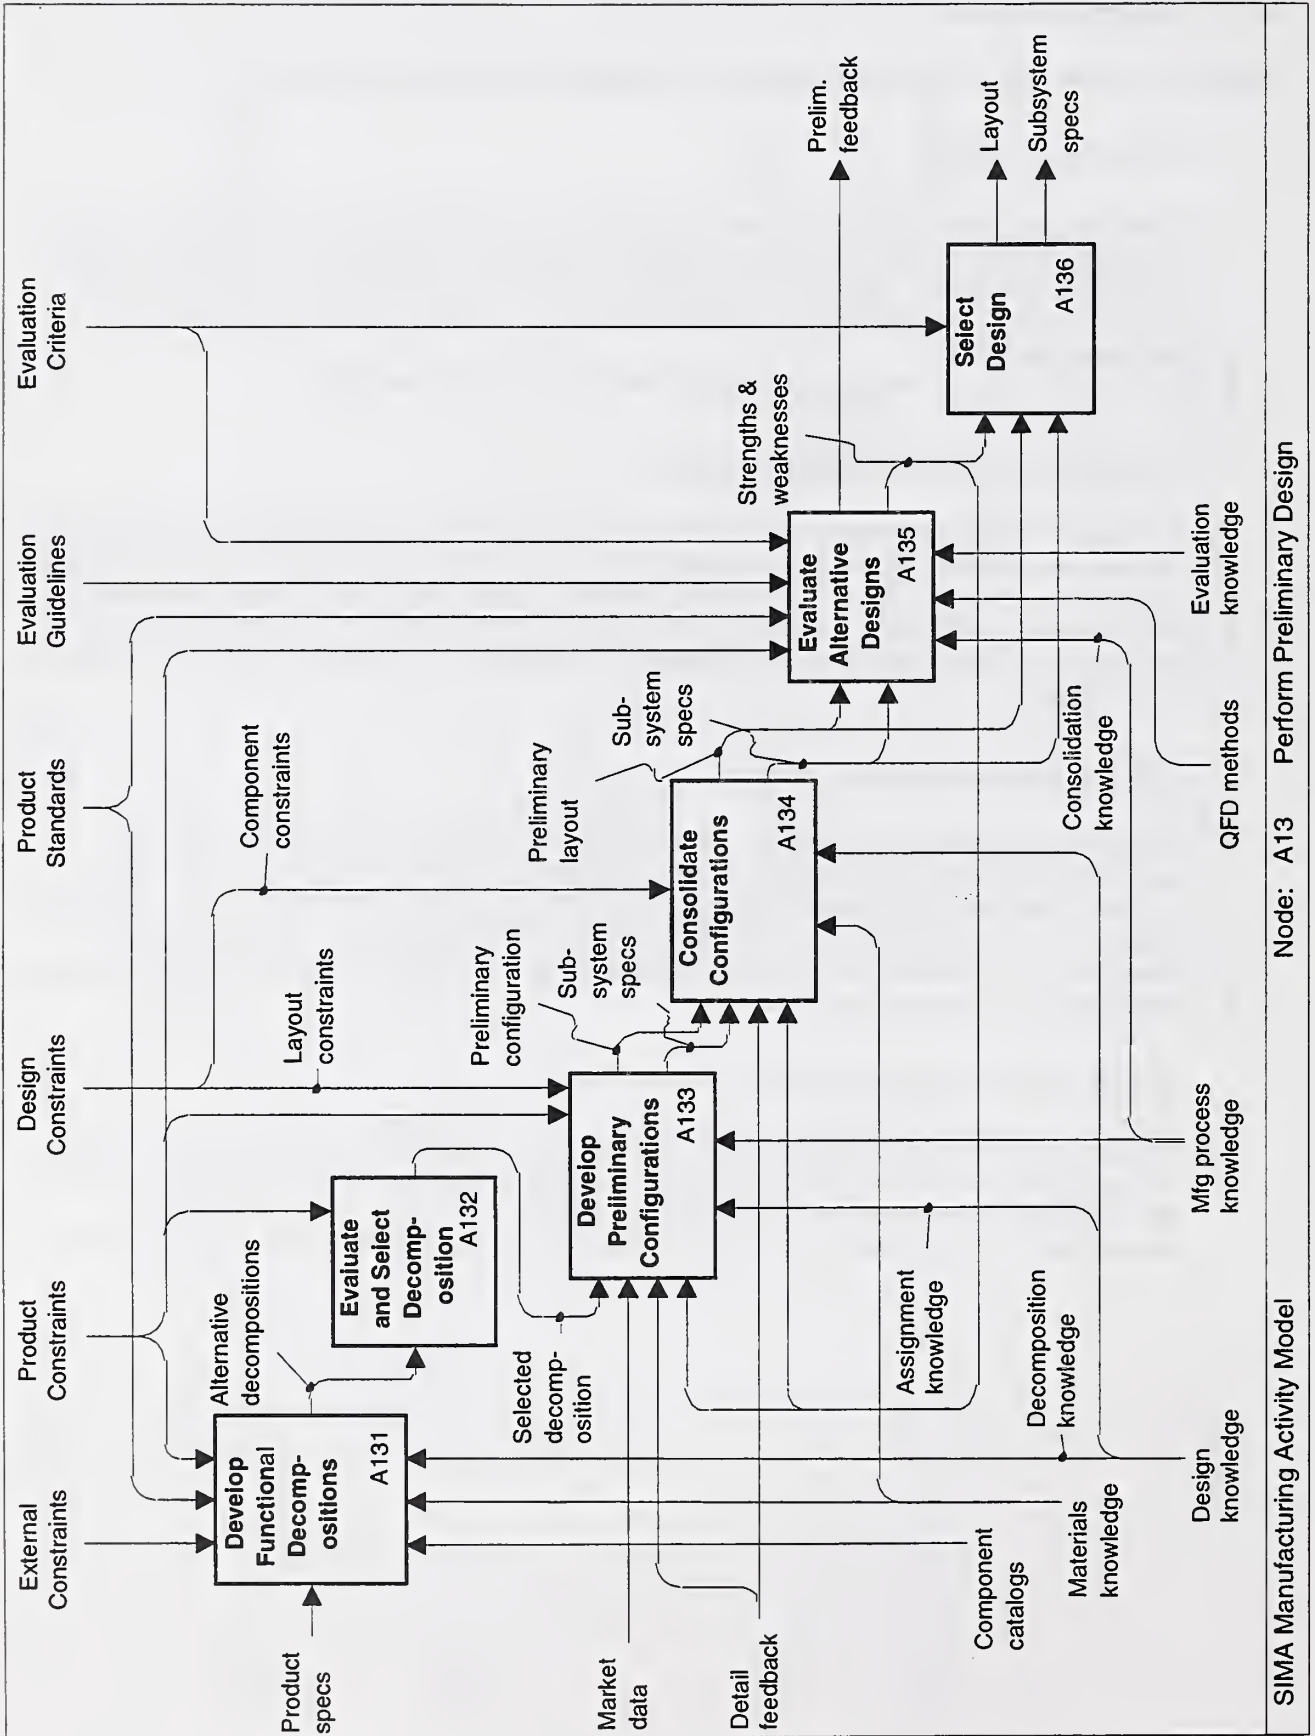 External
Constraints
Product
Constraints
Design
Constraints
Product
Standards
Evaluation
Guidelines
Evaluation
Criteria
Layout
constraints
Component
constraints
Alternative
decompositions
Develop
Functional
Decomp-
ositions
A131
Product
specs
Evaluate
and Select
Decomp-
osition
A132
Selected
decomp-
osition
Preliminary
configuration
Sub-
system
specs
Develop
Preliminary
Configurations
A133
Market
data
Detail
feedback
Preliminary
layout
Sub-
system
specs
Consolidate
Configurations
A134
Strengths &
weaknesses
Evaluate
Alternative
Designs
A135
Prelim.
feedback
Select
Design
A136
Layout
Subsystem
specs
Assignment
knowledge
Decomposition
knowledge
Consolidation
knowledge
Component
catalogs
Materials
knowledge
Design
knowledge
Mfg process
knowledge
QFD methods
Evaluation
knowledge
SIMA Manufacturing Activity Model
Node: A13 Perform Preliminary Design